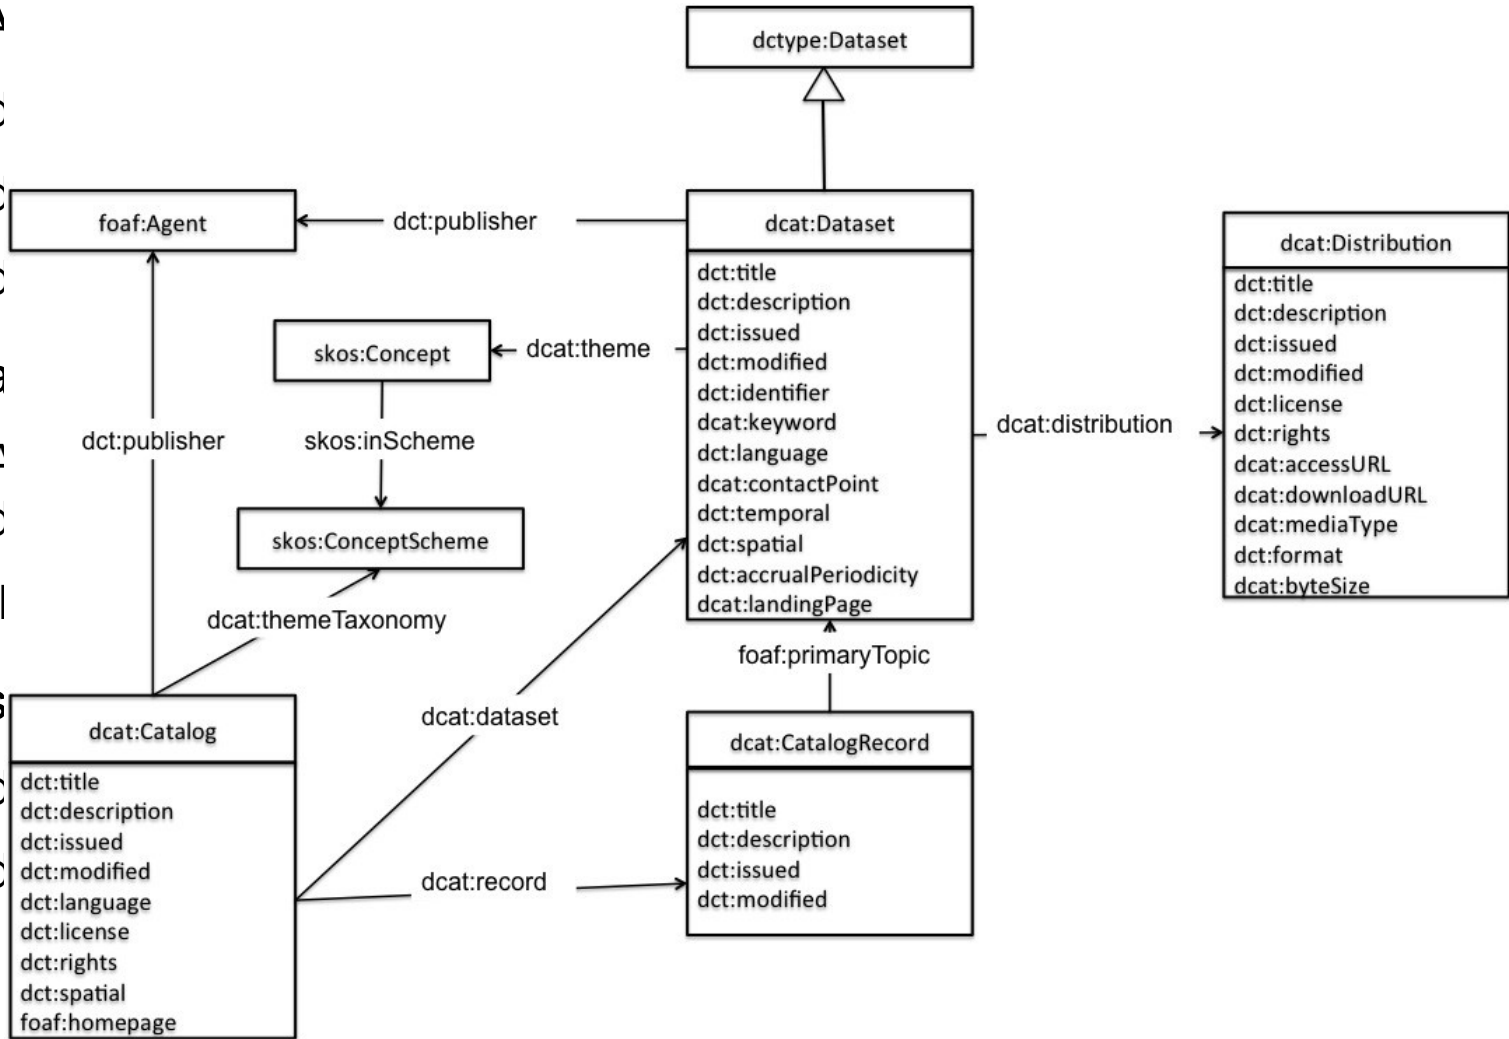 dctype:Dataset
foaf:Agent
dct:publisher
dcat:Dataset
dct:title
dct:description
dct:issued
dct:modified
dct:identifier
dcat:keyword
dct:language
dcat:contactPoint
dct:temporal
dct:spatial
dct:accrualPeriodicity
dcat:landingPage
dcat:Distribution
dct:title
dct:description
dct:issued
dct:modified
dct:license
dct:rights
dcat:accessURL
dcat:downloadURL
dcat:mediaType
dct:format
dcat:byteSize
skos:Concept
dcat:theme
dcat:distribution
dct:publisher
skos:inScheme
skos:ConceptScheme
dcat:themeTaxonomy
foaf:primaryTopic
dcat:dataset
dcat:Catalog
dct:title
dct:description
dct:issued
dct:modified
dct:language
dct:license
dct:rights
dct:spatial
foaf:homepage
dcat:record
dcat:CatalogRecord
dct:title
dct:description
dct:issued
dct:modified